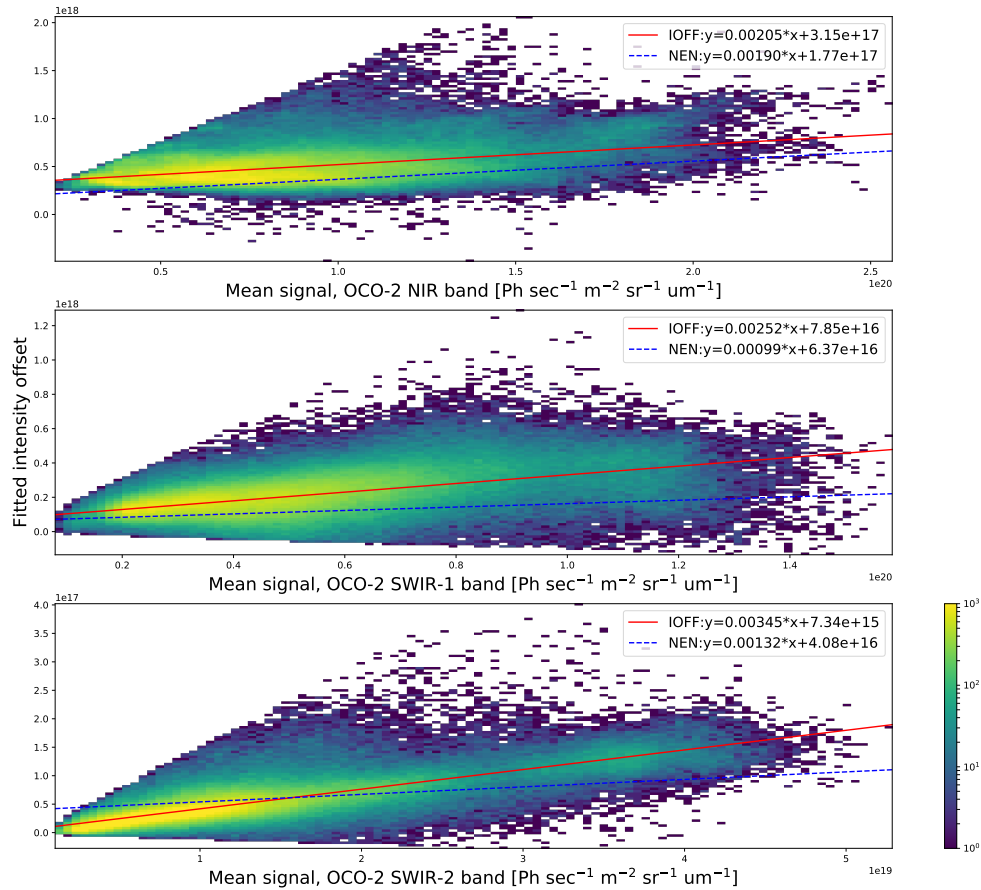 1e18
2.0
1.5
1.0
0.5
0.0
IOFF:y=0.00205*x+3.15e+17
NEN:y=0.00190*x+1.77e+17
0.5 1.0 1.5 2.0 2.5
1e20
Mean signal, OCO-2 NIR band [Ph sec⁻¹ m⁻² sr⁻¹ um⁻¹]
1e18
Fitted intensity offset
1.2
1.0
0.8
0.6
0.4
0.2
0.0
IOFF:y=0.00252*x+7.85e+16
NEN:y=0.00099*x+6.37e+16
0.2 0.4 0.6 0.8 1.0 1.2 1.4
1e20
Mean signal, OCO-2 SWIR-1 band [Ph sec⁻¹ m⁻² sr⁻¹ um⁻¹]
1e17
4.0
3.5
3.0
2.5
2.0
1.5
1.0
0.5
0.0
IOFF:y=0.00345*x+7.34e+15
NEN:y=0.00132*x+4.08e+16
1 2 3 4 5
1e19
Mean signal, OCO-2 SWIR-2 band [Ph sec⁻¹ m⁻² sr⁻¹ um⁻¹]
10³
10²
10¹
10⁰